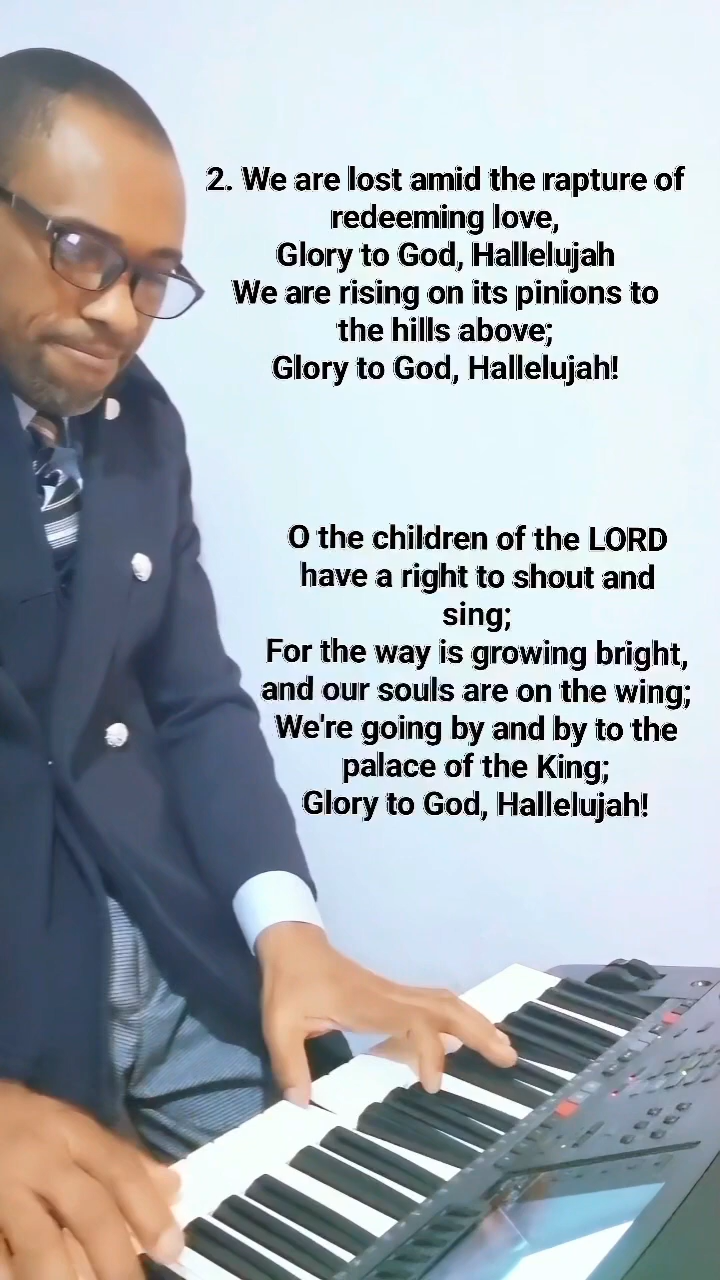 2. We are lost amid the rapture of
redeeming love,
Glory to God, Hallelujah
We are rising on its pinions to
the hills above;
Glory to God, Hallelujah!
O the children of the LORD
have a right to shout and
sing;
For the way is growing bright,
and our souls are on the wing;
We're going by and by to the
palace of the King;
Glory to God, Hallelujah!